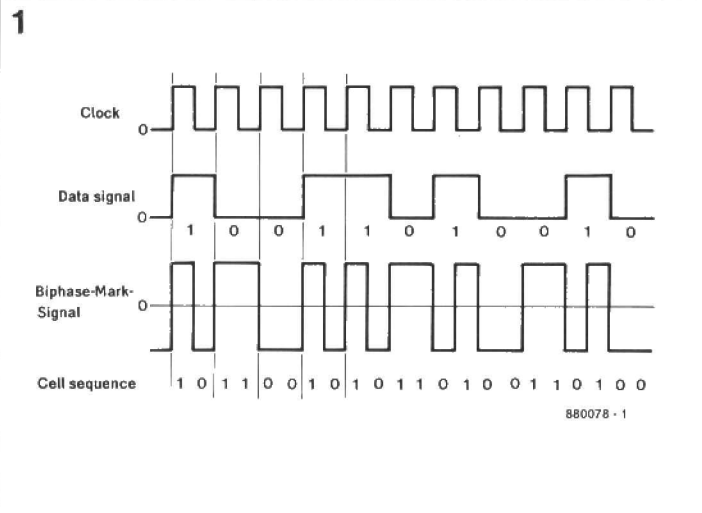 1
Clock
0
Data signal
0
1 0 0 1 1 0 1 0 0 1 0
Biphase-Mark-
0
Signal
Cell sequence 1 0 1 1 0 0 1 0 1 0 1 1 0 1 0 0 1 1 0 1 0 0
880078 - 1